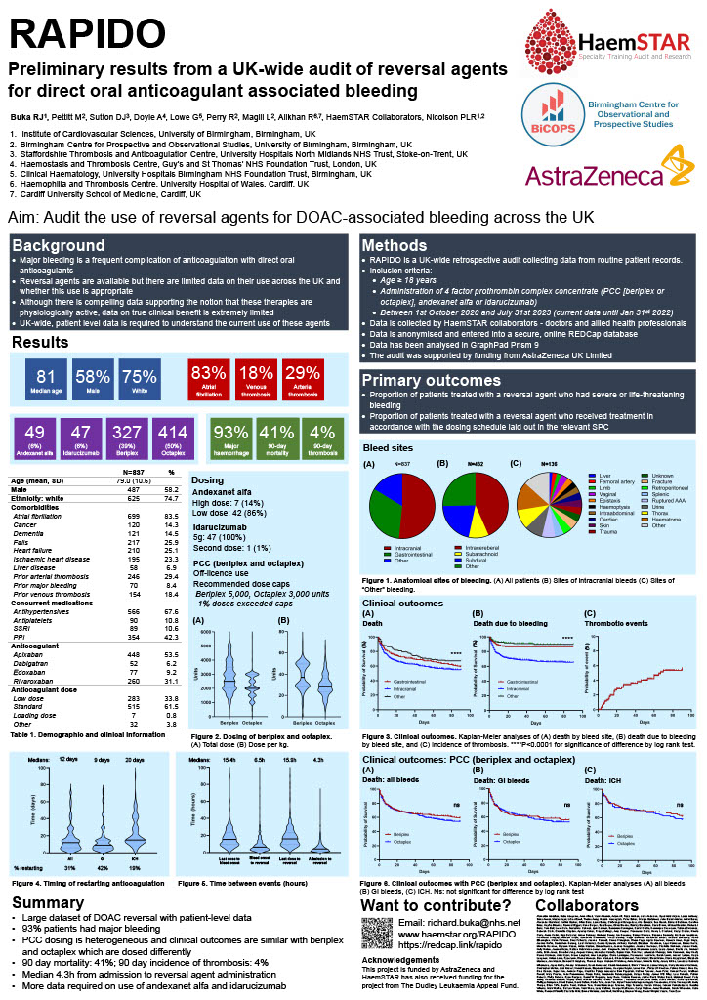 RAPIDO
Preliminary results from a UK-wide audit of reversal agents
for direct oral anticoagulant associated bleeding
HaemSTAR
Specialty Training Audit and Research
BiCOPS
Birmingham Centre for
Observational and
Prospective Studies
AstraZeneca
Buka RJ1, Pettitt M2, Sutton DJ3, Doyle A4, Lowe G5, Perry R2, Magill L2, Alikhan R6,7, HaemSTAR Collaborators, Nicolson PLR1,2
1. Institute of Cardiovascular Sciences, University of Birmingham, Birmingham, UK
2. Birmingham Centre for Prospective and Observational Studies, University of Birmingham, Birmingham, UK
3. Staffordshire Thrombosis and Anticoagulation Centre, University Hospitals North Midlands NHS Trust, Stoke-on-Trent, UK
4. Haemostasis and Thrombosis Centre, Guy's and St Thomas' NHS Foundation Trust, London, UK
5. Clinical Haematology, University Hospitals Birmingham NHS Foundation Trust, Birmingham, UK
6. Haemophilia and Thrombosis Centre, University Hospital of Wales, Cardiff, UK
7. Cardiff University School of Medicine, Cardiff, UK
Aim: Audit the use of reversal agents for DOAC-associated bleeding across the UK
Background
• Major bleeding is a frequent complication of anticoagulation with direct oral
anticoagulants
• Reversal agents are available but there are limited data on their use across the UK and
whether this use is appropriate
• Although there is compelling data supporting the notion that these therapies are
physiologically active, data on true clinical benefit is extremely limited
• UK-wide, patient level data is required to understand the current use of these agents
Methods
• RAPIDO is a UK-wide retrospective audit collecting data from routine patient records.
• Inclusion criteria:
• Age ≥ 18 years
• Administration of 4 factor prothrombin complex concentrate (PCC [beriplex or
octaplex], andexanet alfa or idarucizumab)
• Between 1st October 2020 and July 31st 2023 (current data until Jan 31st 2022)
• Data is collected by HaemSTAR collaborators - doctors and allied health professionals
• Data is anonymised and entered into a secure, online REDCap database
• Data has been analysed in GraphPad Prism 9
• The audit was supported by funding from AstraZeneca UK Limited
Primary outcomes
• Proportion of patients treated with a reversal agent who had severe or life-threatening
bleeding
• Proportion of patients treated with a reversal agent who received treatment in
accordance with the dosing schedule laid out in the relevant SPC
Results
81
Median age
58%
Male
75%
White
83%
Atrial
fibrillation
18%
Venous
thrombosis
29%
Arterial
thrombosis
49
(6%)
Andexanet alfa
47
(6%)
Idarucizumab
327
(39%)
Beriplex
414
(50%)
Octaplex
93%
Major
haemorrhage
41%
90-day
mortality
4%
90-day
thrombosis
N=837 %
Age (mean, SD) 79.0 (10.6)
Male 487 58.2
Ethnicity: white 625 74.7
Comorbidities
Atrial fibrillation 699 83.5
Cancer 120 14.3
Dementia 121 14.5
Falls 217 25.9
Heart failure 210 25.1
Ischaemic heart disease 195 23.3
Liver disease 58 6.9
Prior arterial thrombosis 246 29.4
Prior major bleeding 70 8.4
Prior venous thrombosis 154 18.4
Concurrent medications
Antihypertensives 566 67.6
Antiplatelets 90 10.8
SSRI 89 10.6
PPI 354 42.3
Anticoagulant
Apixaban 448 53.5
Dabigatran 52 6.2
Edoxaban 77 9.2
Rivaroxaban 260 31.1
Anticoagulant dose
Low dose 283 33.8
Standard 515 61.5
Loading dose 7 0.8
Other 32 3.8
Table 1. Demographic and clinical information
Dosing
Andexanet alfa
High dose: 7 (14%)
Low dose: 42 (86%)
Idarucizumab
5g: 47 (100%)
Second dose: 1 (1%)
PCC (beriplex and octaplex)
Off-licence use
Recommended dose caps
Beriplex 5,000, Octaplex 3,000 units
1% doses exceeded caps
(A) (B)
Units
6000
5000
4000
3000
2000
1000
0
Beriplex Octaplex
Units
80
60
40
20
0
Beriplex Octaplex
Figure 2. Dosing of beriplex and octaplex.
(A) Total dose (B) Dose per kg.
Bleed sites
(A) N=837 (B) N=432 (C) N=136
Intracranial
Gastrointestinal
Other
Intracerebral
Subarachnoid
Subdural
Other
Liver
Femoral artery
Limb
Vaginal
Epistaxis
Haemoptysis
Intraabdominal
Cardiac
Skin
Trauma
Unknown
Fracture
Retroperitoneal
Splenic
Ruptured AAA
Urine
Thorax
Haematoma
Other
Figure 1. Anatomical sites of bleeding. (A) All patients (B) Sites of intracranial bleeds (C) Sites of
"Other" bleeding.
Clinical outcomes
(A)
Death
(B)
Death due to bleeding
(C)
Thrombotic events
Probability of Survival (%)
****
Gastrointestinal
Intracranial
Other
Days
Probability of Survival (%)
****
Gastrointestinal
Intracranial
Other
Days
Probability of event (%)
Days
Figure 3. Clinical outcomes. Kaplan-Meier analyses of (A) death by bleed site, (B) death due to bleeding
by bleed site, and (C) incidence of thrombosis. ****P<0.0001 for significance of difference by log rank test.
Medians: 12 days 9 days 20 days
Time (days)
100
80
60
40
20
0
All GI ICH
% restarting 31% 42% 19%
Figure 4. Timing of restarting anticoagulation
Medians: 15.4h 6.5h 15.9h 4.3h
Time (hours)
100
80
60
40
20
0
Last dose to
bleed onset
Bleed onset
to reversal
Last dose to
reversal
Admission to
reversal
Figure 5. Time between events (hours)
Clinical outcomes: PCC (beriplex and octaplex)
(A)
Death: all bleeds
(B)
Death: GI bleeds
(C)
Death: ICH
Probability of Survival
ns
Beriplex
Octaplex
Days
Probability of Survival
ns
Beriplex
Octaplex
Days
Probability of Survival
ns
Beriplex
Octaplex
Days
Figure 6. Clinical outcomes with PCC (beriplex and octaplex). Kaplan-Meier analyses (A) all bleeds,
(B) GI bleeds, (C) ICH. Ns: not significant for difference by log rank test
Summary
• Large dataset of DOAC reversal with patient-level data
• 93% patients had major bleeding
• PCC dosing is heterogeneous and clinical outcomes are similar with beriplex
and octaplex which are dosed differently
• 90 day mortality: 41%; 90 day incidence of thrombosis: 4%
• Median 4.3h from admission to reversal agent administration
• More data required on use of andexanet alfa and idarucizumab
Want to contribute?
Email: richard.buka@nhs.net
www.haemstar.org/RAPIDO
https://redcap.link/rapido
Acknowledgements
This project is funded by AstraZeneca and
HaemSTAR has also received funding for the
project from The Dudley Leukaemia Appeal Fund.
Collaborators